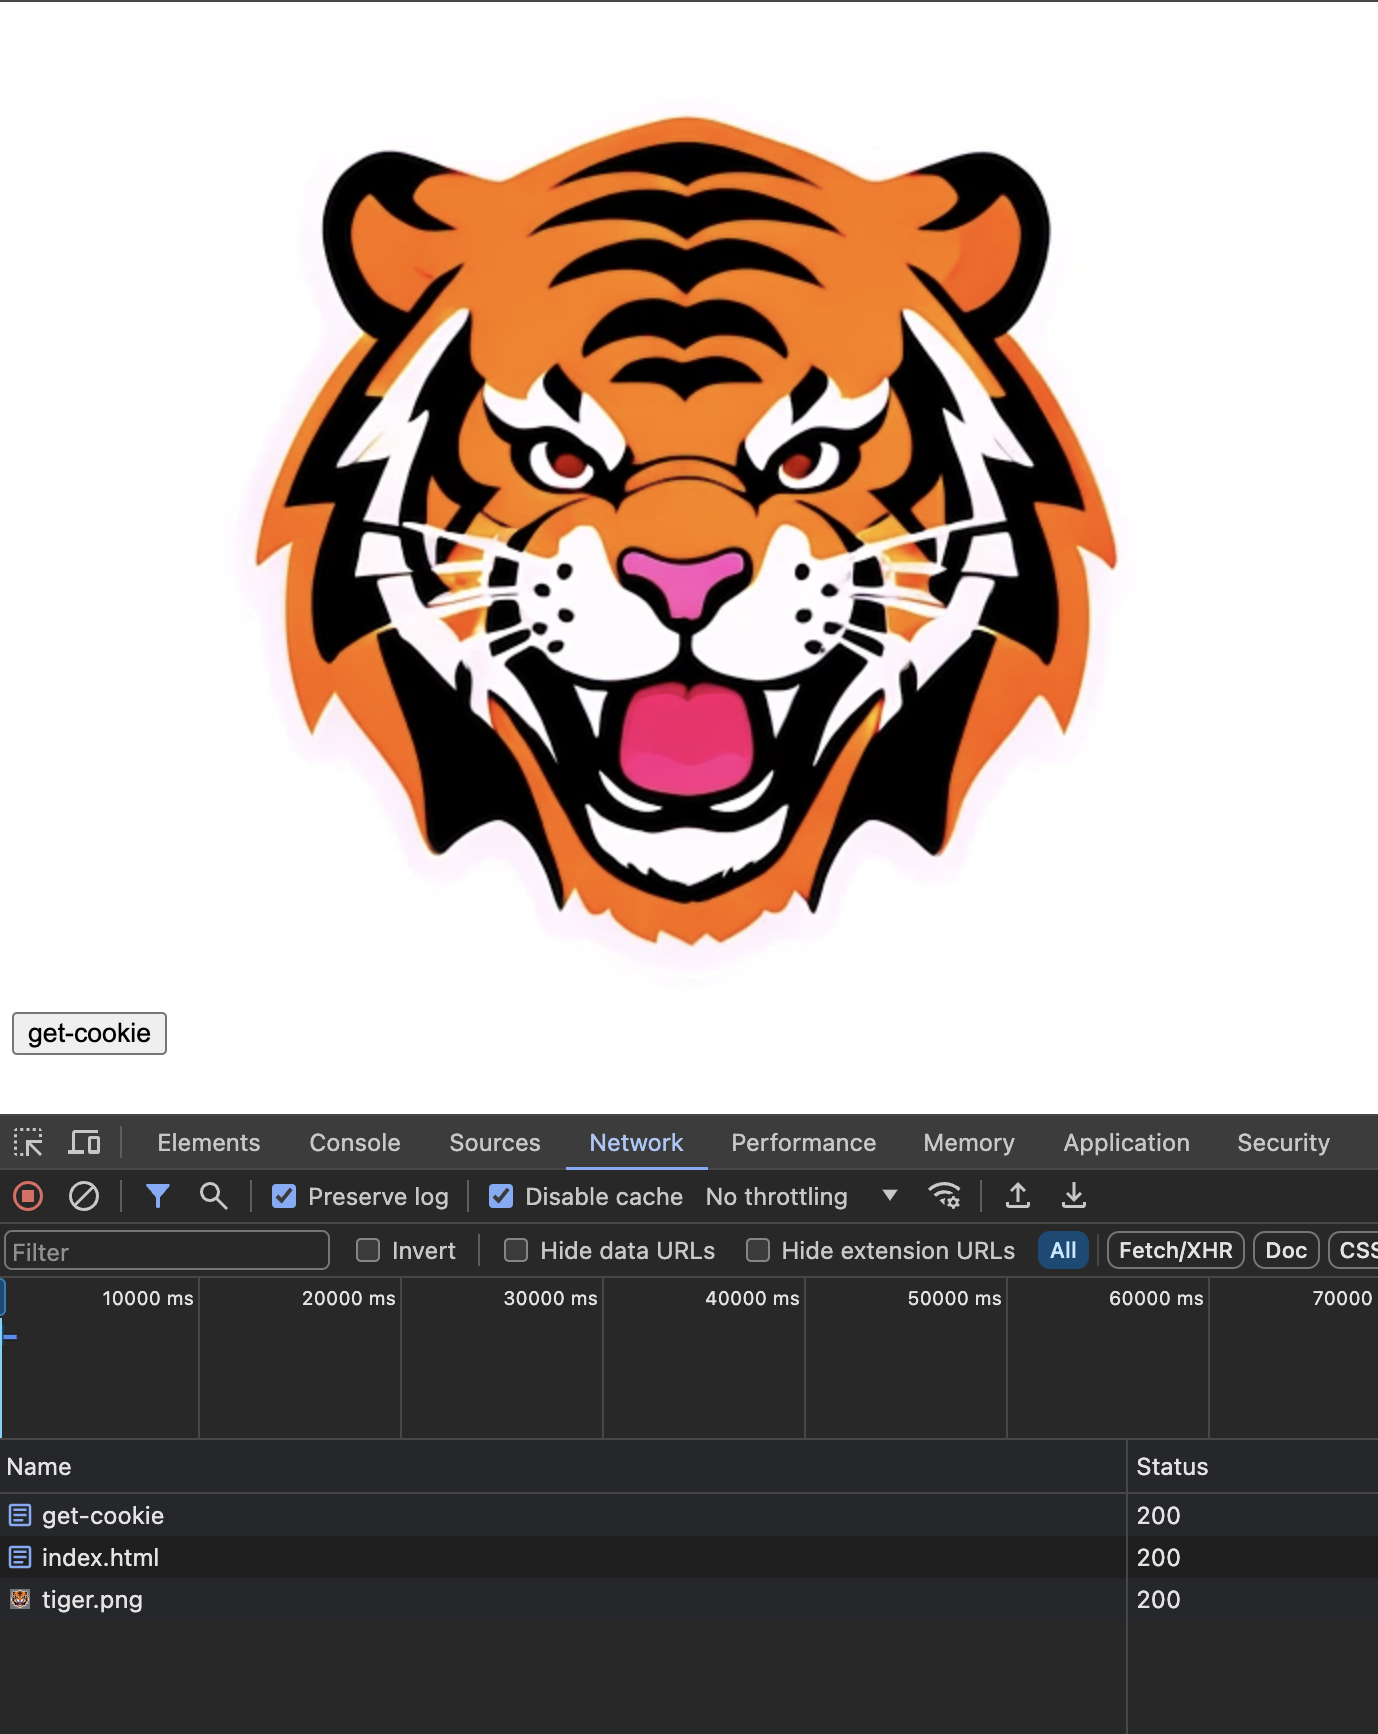 get-cookie
Elements Console Sources Network Performance Memory Application Security
Preserve log Disable cache No throttling
Filter Invert Hide data URLs Hide extension URLs All Fetch/XHR Doc CSS
10000 ms 20000 ms 30000 ms 40000 ms 50000 ms 60000 ms 70000
Name Status
get-cookie 200
index.html 200
tiger.png 200